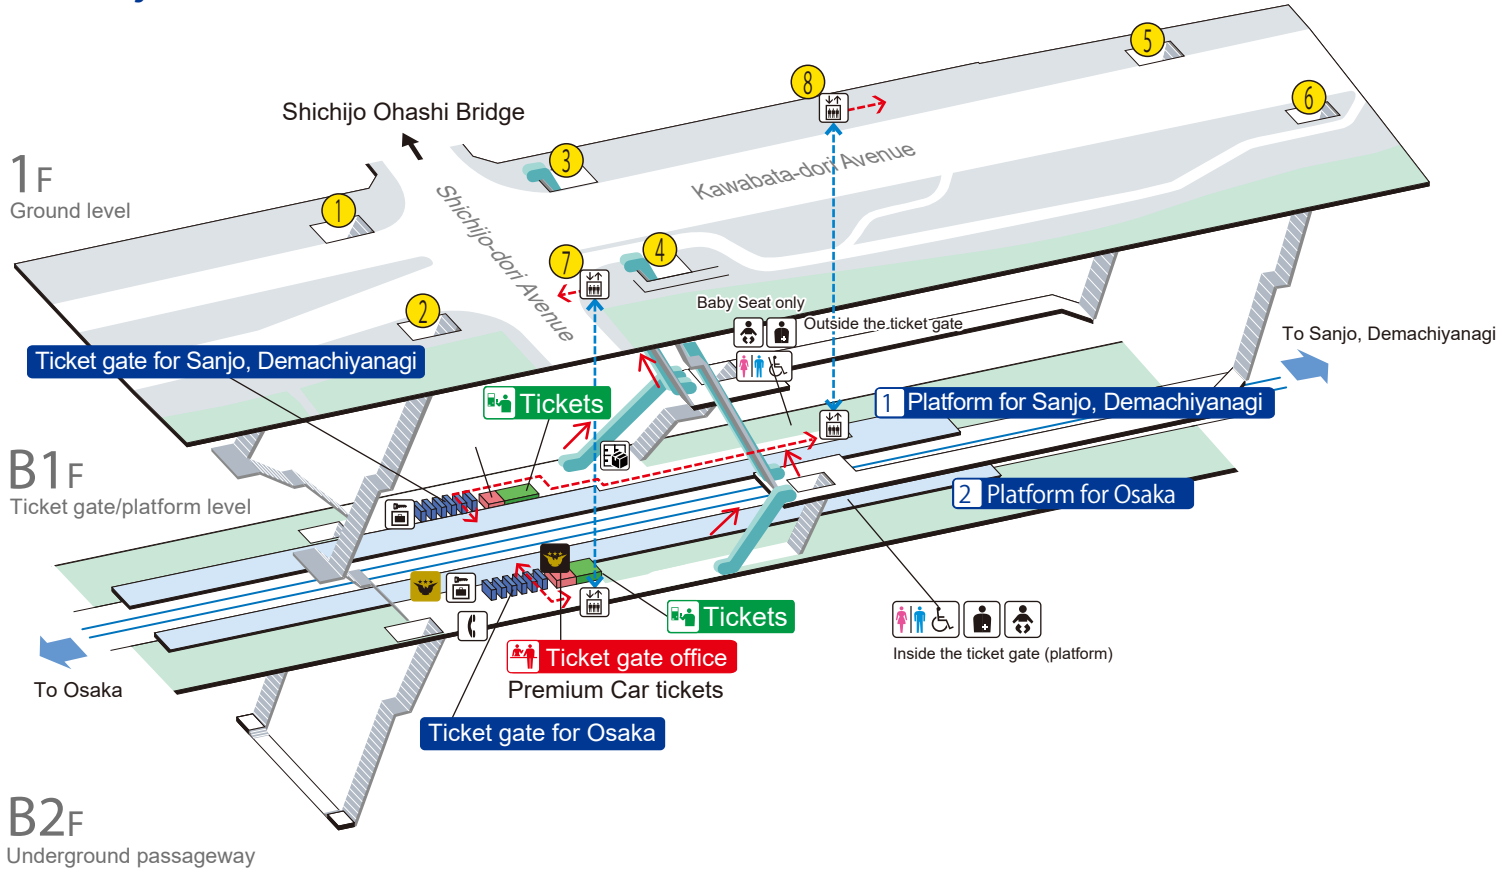 8
5
6
Shichijo Ohashi Bridge
3
1F
Ground level
Kawabata-dori Avenue
1
Shichijo-dori Avenue
7
4
2
Baby Seat only
Outside the ticket gate
To Sanjo, Demachiyanagi
Ticket gate for Sanjo, Demachiyanagi
Tickets
1 Platform for Sanjo, Demachiyanagi
B1F
Ticket gate/platform level
2 Platform for Osaka
Tickets
Ticket gate office
Premium Car tickets
Inside the ticket gate (platform)
To Osaka
Ticket gate for Osaka
B2F
Underground passageway